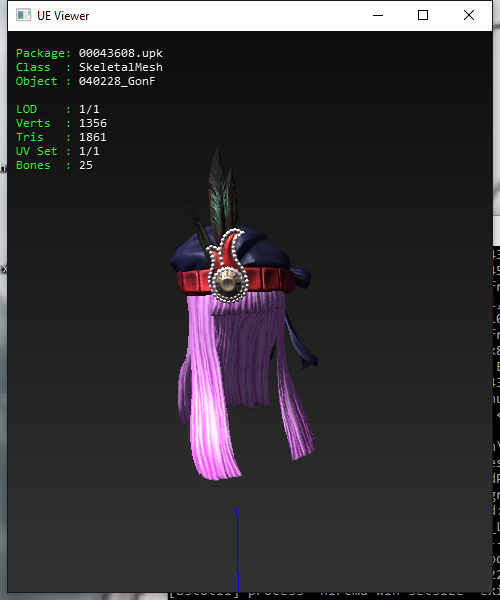 UE Viewer
Package: 00043608.upk
Class  : SkeletalMesh
Object : 040228_GonF
LOD    : 1/1
Verts  : 1356
Tris   : 1861
UV Set : 1/1
Bones  : 25